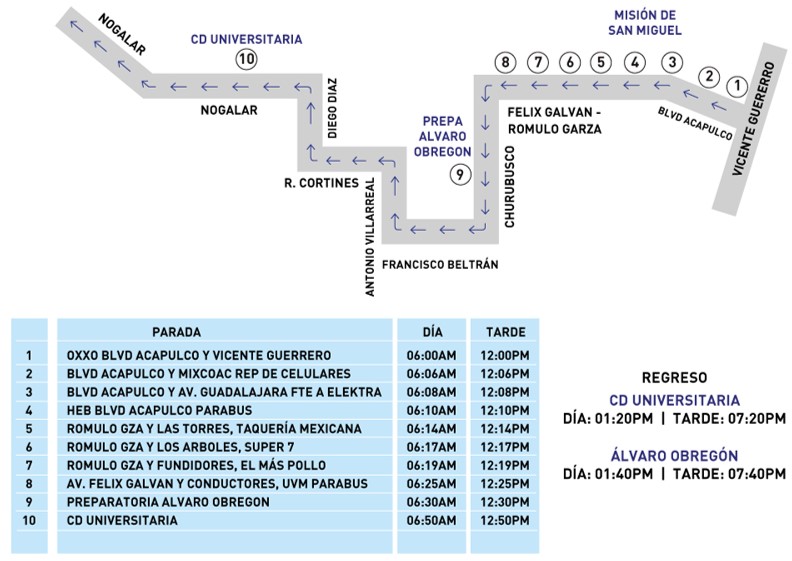 NOGALAR
CD UNIVERSITARIA
10
NOGALAR
DIEGO DIAZ
R. CORTINES
ANTONIO VILLARREAL
FRANCISCO BELTRÁN
PREPA
ALVARO
OBREGON
9
CHURUBUSCO
8 7 6 5 4 3 2 1
FELIX GALVAN -
ROMULO GARZA
MISIÓN DE
SAN MIGUEL
BLVD ACAPULCO
VICENTE GUERERRO
PARADA DÍA TARDE
1 OXXO BLVD ACAPULCO Y VICENTE GUERRERO 06:00AM 12:00PM
2 BLVD ACAPULCO Y MIXCOAC REP DE CELULARES 06:06AM 12:06PM
3 BLVD ACAPULCO Y AV. GUADALAJARA FTE A ELEKTRA 06:08AM 12:08PM
4 HEB BLVD ACAPULCO PARABUS 06:10AM 12:10PM
5 ROMULO GZA Y LAS TORRES, TAQUERÍA MEXICANA 06:14AM 12:14PM
6 ROMULO GZA Y LOS ARBOLES, SUPER 7 06:17AM 12:17PM
7 ROMULO GZA Y FUNDIDORES, EL MÁS POLLO 06:19AM 12:19PM
8 AV. FELIX GALVAN Y CONDUCTORES, UVM PARABUS 06:25AM 12:25PM
9 PREPARATORIA ALVARO OBREGON 06:30AM 12:30PM
10 CD UNIVERSITARIA 06:50AM 12:50PM
REGRESO
CD UNIVERSITARIA
DÍA: 01:20PM | TARDE: 07:20PM
ÁLVARO OBREGÓN
DÍA: 01:40PM | TARDE: 07:40PM